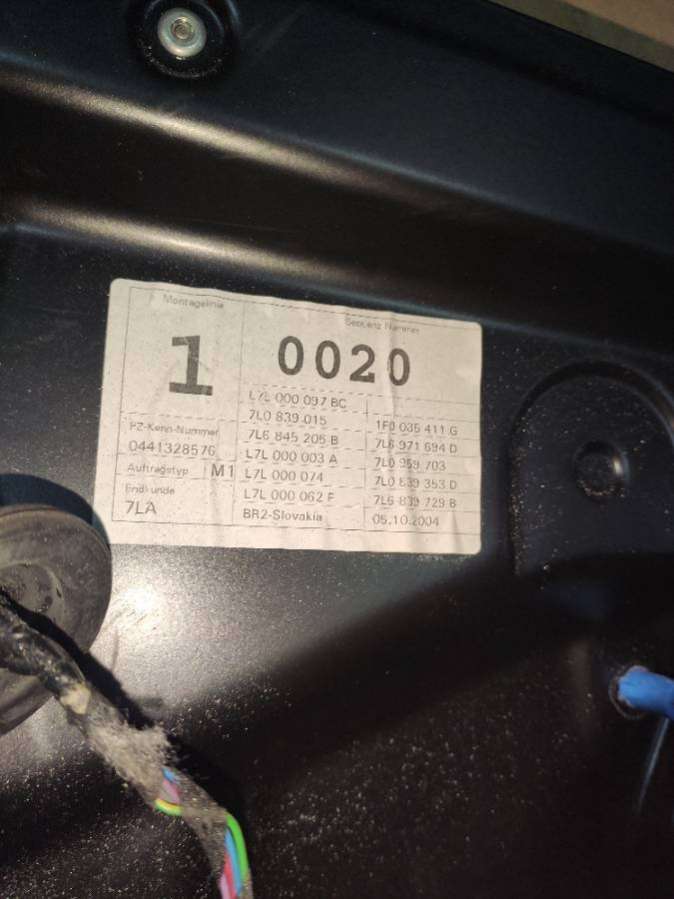 Montagelinie
Sequenz Nummer
1
0020
L7L 000 097 BC
7L0 839 015
1F0 035 411 G
PZ-Kenn-Nummer
7L6 845 205 B
7L6 971 694 D
0441328576
L7L 000 003 A
7L0 959 703
Auftragstyp M1
L7L 000 074
7L0 839 353 D
Endkunde
L7L 000 062 F
7L6 839 729 B
7LA
BR2-Slovakia
05.10.2004